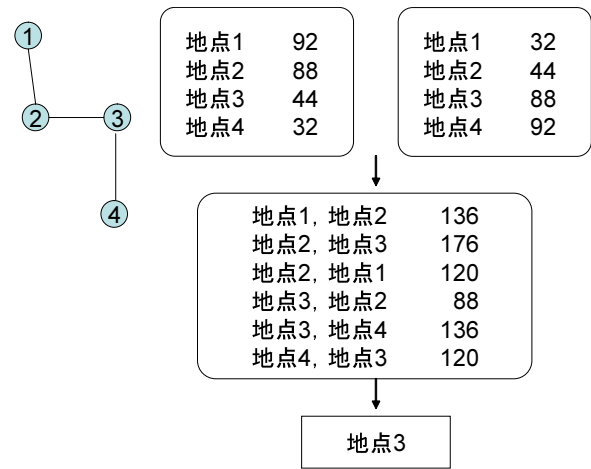 1
2
3
4
地点1 92
地点2 88
地点3 44
地点4 32
地点1 32
地点2 44
地点3 88
地点4 92
地点1, 地点2 136
地点2, 地点3 176
地点2, 地点1 120
地点3, 地点2 88
地点3, 地点4 136
地点4, 地点3 120
地点3